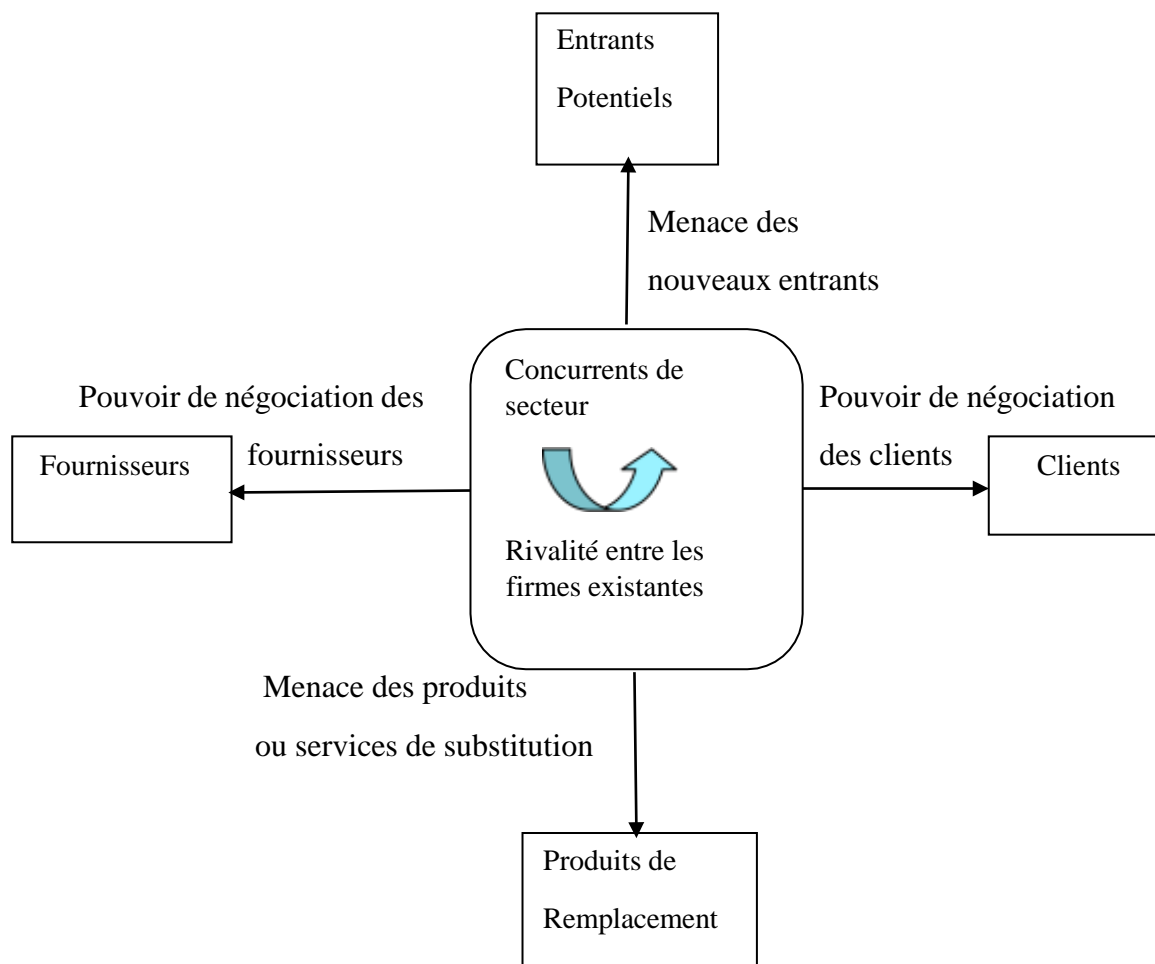 Entrants
Potentiels
Menace des
nouveaux entrants
Concurrents de
secteur
Pouvoir de négociation des
fournisseurs
Fournisseurs
Pouvoir de négociation
des clients
Clients
Rivalité entre les
firmes existantes
Menace des produits
ou services de substitution
Produits de
Remplacement